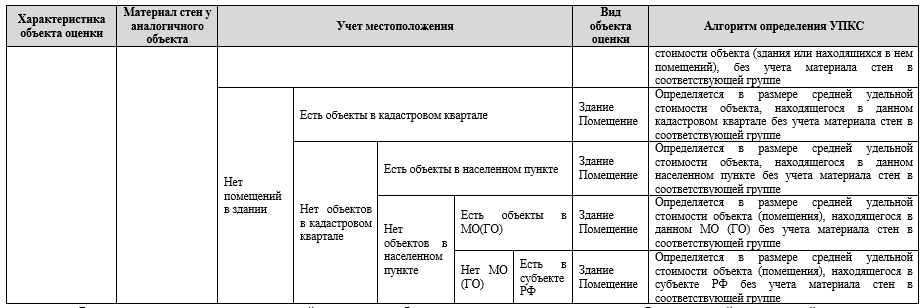 Характеристика
объекта оценки
Материал стен у
аналогичного
объекта
Учет местоположения
Вид
объекта
оценки
Алгоритм определения УПКС
стоимости объекта (здания или находящихся в нем
помещений), без учета материала стен в
соответствующей группе
Нет
помещений
в здании
Есть объекты в кадастровом квартале
Здание
Помещение
Определяется в размере средней удельной
стоимости объекта, находящегося в данном
кадастровом квартале без учета материала стен в
соответствующей группе
Нет объектов
в кадастровом
квартале
Есть объекты в населенном пункте
Здание
Помещение
Определяется в размере средней удельной
стоимости объекта, находящегося в данном
населенном пункте без учета материала стен в
соответствующей группе
Нет
объектов в
населенном
пункте
Есть объекты в
МО(ГО)
Здание
Помещение
Определяется в размере средней удельной
стоимости объекта (помещения), находящегося в
данном МО (ГО) без учета материала стен в
соответствующей группе
Нет МО
(ГО)
Есть в
субъекте
РФ
Здание
Помещение
Определяется в размере средней удельной
стоимости объекта (помещения), находящегося в
субъекте РФ без учета материала стен в
соответствующей группе